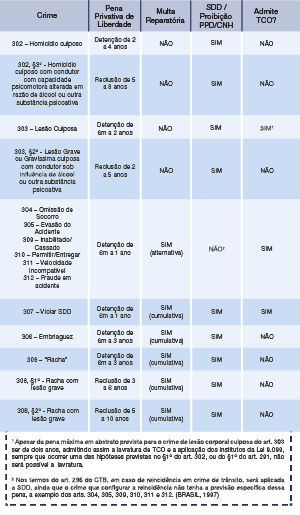 Crime
Pena
Privativa de
Liberdade
Multa
Reparatória
SDD /
Proibição
PPD/CNH
Admite
TCO?
302 – Homicídio culposo
Detenção de 2
a 4 anos
NÃO
SIM
NÃO
302, §3º - Homicídio
culposo com condutor
com capacidade
psicomotora alterada em
razão de álcool ou outra
substância psicoativa
Reclusão de 5
a 8 anos
NÃO
SIM
NÃO
303 – Lesão Culposa
Detenção de
6m a 2 anos
NÃO
SIM
SIM¹
303, §2º - Lesão Grave
ou Gravíssima culposa
com condutor sob
influência de álcool
ou outra substância
psicoativa
Reclusão de 2
a 5 anos
NÃO
SIM
NÃO
304 – Omissão de
Socorro
305 – Evasão do
Acidente
309 – Inabilitado/
Cassado
310 – Permitir/Entregar
311 – Velocidade
Incompatível
312 – Fraude em
acidente
Detenção de
6m a 1 ano
SIM
(alternativa)
NÃO²
SIM
307 – Violar SDD
Detenção de
6m a 1 ano
SIM
(cumulativa)
SIM
SIM
306 – Embriaguez
Detenção de
6m a 3 anos
SIM
(cumulativa)
SIM
NÃO
308 – “Racha”
Detenção de
6m a 3 anos
SIM
(cumulativa)
SIM
NÃO
308, §1º - Racha com
lesão grave
Reclusão de 3
a 6 anos
SIM
(cumulativa)
SIM
NÃO
308, §2º - Racha com
lesão grave
Reclusão de 5
a 10 anos
SIM
(cumulativa)
SIM
NÃO
¹ Apesar da pena máxima em abstrato prevista para o crime de lesão corporal culposa do art. 303
ser de dois anos, admitindo assim a lavratura de TCO e a aplicação dos institutos da Lei 9.099,
sempre que ocorrer uma das hipóteses previstas no §1º do art. 302, ou do §1º do art. 291, não
será possível a lavratura.
² Nos termos do art. 296 do CTB, em caso de reincidência em crime de trânsito, será aplicada
a SDD, ainda que o crime que configurar a reincidência não tenha a previsão específica dessa
pena, a exemplo dos arts. 304, 305, 309, 310, 311 e 312. (BRASIL, 1997)